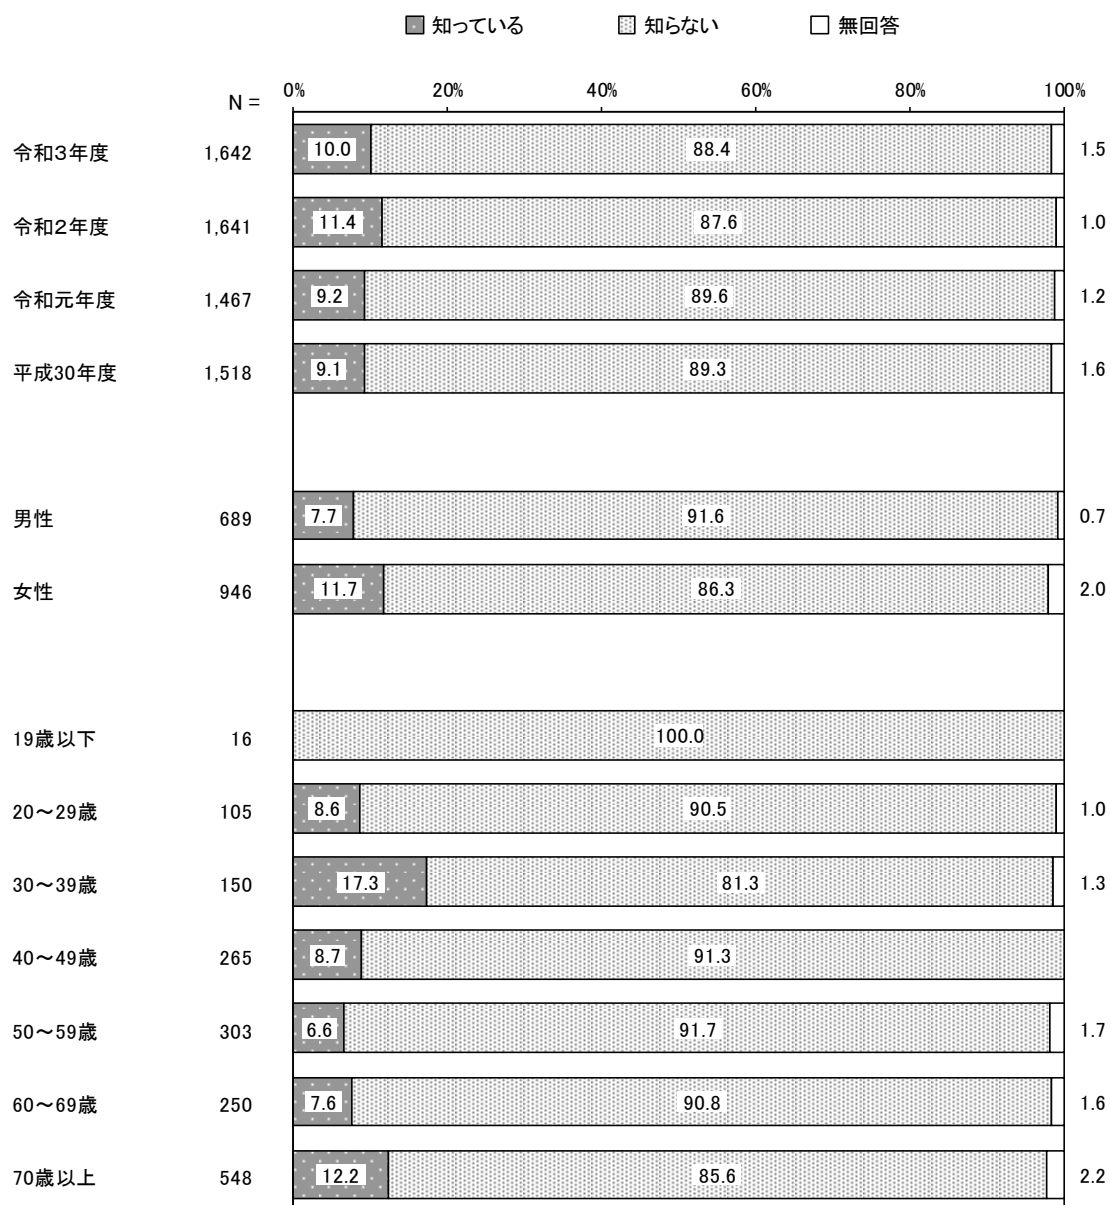 知っている 知らない 無回答
N = 0% 20% 40% 60% 80% 100%
令和３年度 1,642 10.0 88.4 1.5
令和２年度 1,641 11.4 87.6 1.0
令和元年度 1,467 9.2 89.6 1.2
平成30年度 1,518 9.1 89.3 1.6
男性 689 7.7 91.6 0.7
女性 946 11.7 86.3 2.0
19歳以下 16 100.0
20～29歳 105 8.6 90.5 1.0
30～39歳 150 17.3 81.3 1.3
40～49歳 265 8.7 91.3
50～59歳 303 6.6 91.7 1.7
60～69歳 250 7.6 90.8 1.6
70歳以上 548 12.2 85.6 2.2